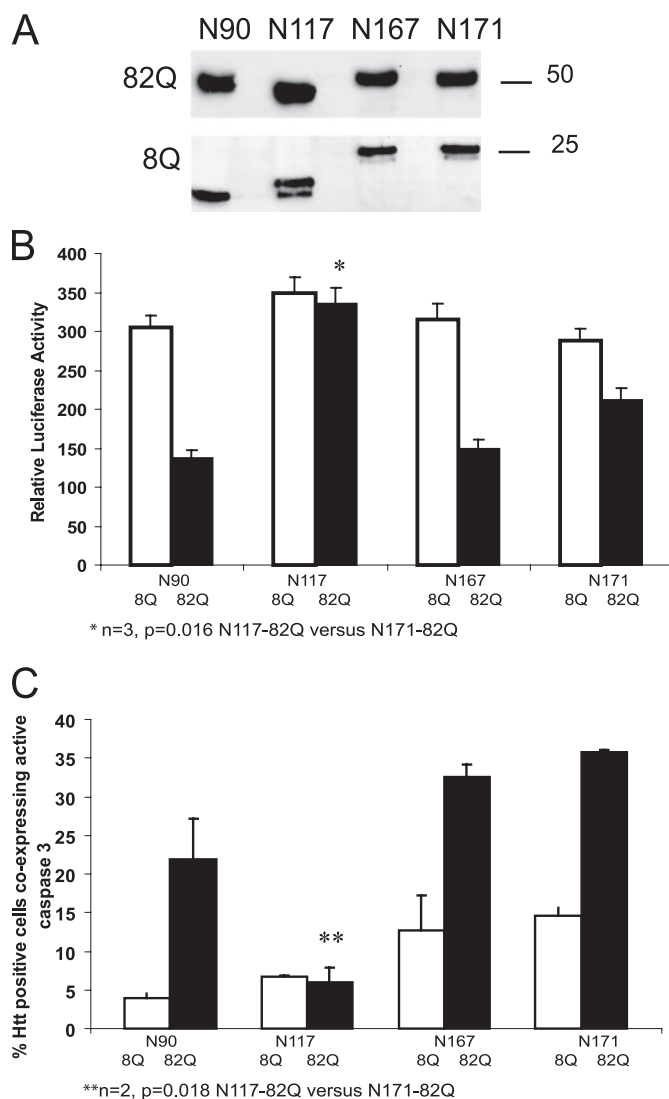 A
N90 N117 N167 N171
82Q
50
8Q
25
B
Relative Luciferase Activity
400
350
300
250
200
150
100
50
0
*
N90 N117 N167 N171
8Q 82Q 8Q 82Q 8Q 82Q 8Q 82Q
* n=3, p=0.016 N117-82Q versus N171-82Q
C
% Htt positive cells co-expressing active
caspase 3
40
35
30
25
20
15
10
5
0
**
N90 N117 N167 N171
8Q 82Q 8Q 82Q 8Q 82Q 8Q 82Q
**n=2, p=0.018 N117-82Q versus N171-82Q